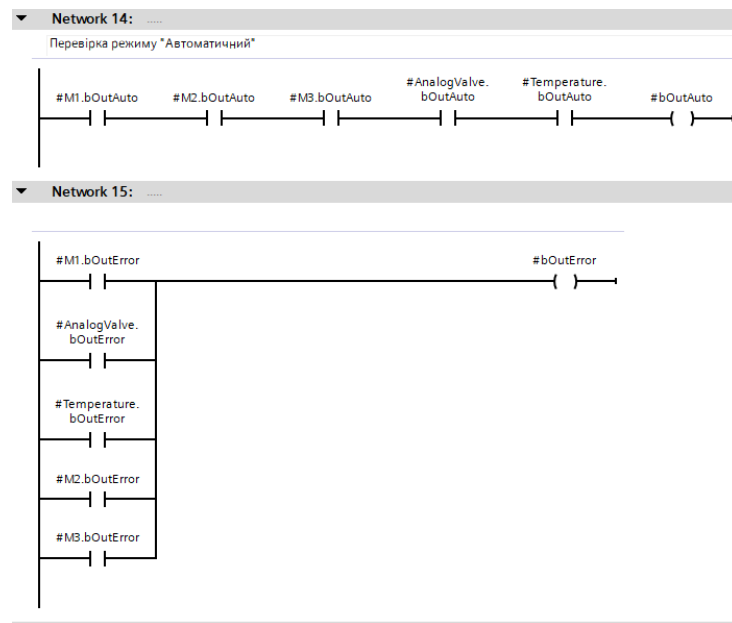 Network 14: .....
Перевірка режиму "Автоматичний"
#AnalogValve. #Temperature.
#M1.bOutAuto #M2.bOutAuto #M3.bOutAuto bOutAuto bOutAuto #bOutAuto
Network 15: .....
#M1.bOutError #bOutError
#AnalogValve.
bOutError
#Temperature.
bOutError
#M2.bOutError
#M3.bOutError